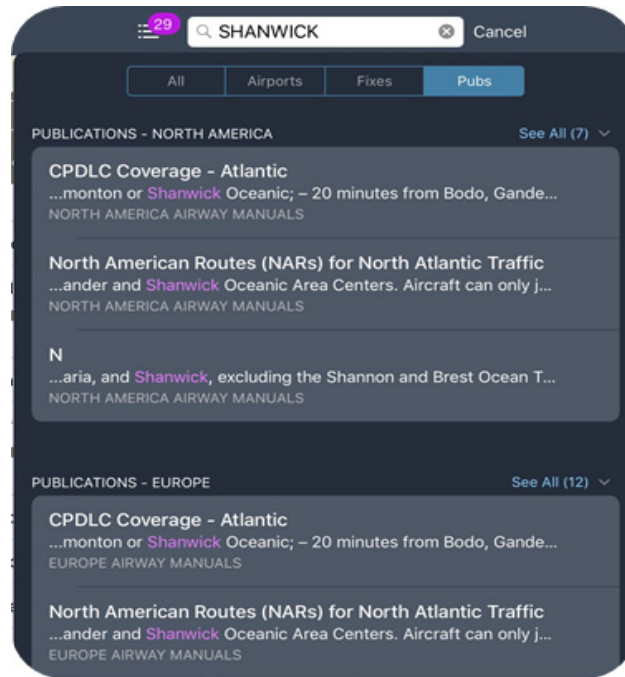 29
SHANWICK
Cancel
All Airports Fixes Pubs
PUBLICATIONS - NORTH AMERICA See All (7)
CPDLC Coverage - Atlantic
...monton or Shanwick Oceanic; – 20 minutes from Bodo, Gande...
NORTH AMERICA AIRWAY MANUALS
North American Routes (NARs) for North Atlantic Traffic
...ander and Shanwick Oceanic Area Centers. Aircraft can only j...
NORTH AMERICA AIRWAY MANUALS
N
...aria, and Shanwick, excluding the Shannon and Brest Ocean T...
NORTH AMERICA AIRWAY MANUALS
PUBLICATIONS - EUROPE See All (12)
CPDLC Coverage - Atlantic
...monton or Shanwick Oceanic; – 20 minutes from Bodo, Gande...
EUROPE AIRWAY MANUALS
North American Routes (NARs) for North Atlantic Traffic
...ander and Shanwick Oceanic Area Centers. Aircraft can only j...
EUROPE AIRWAY MANUALS